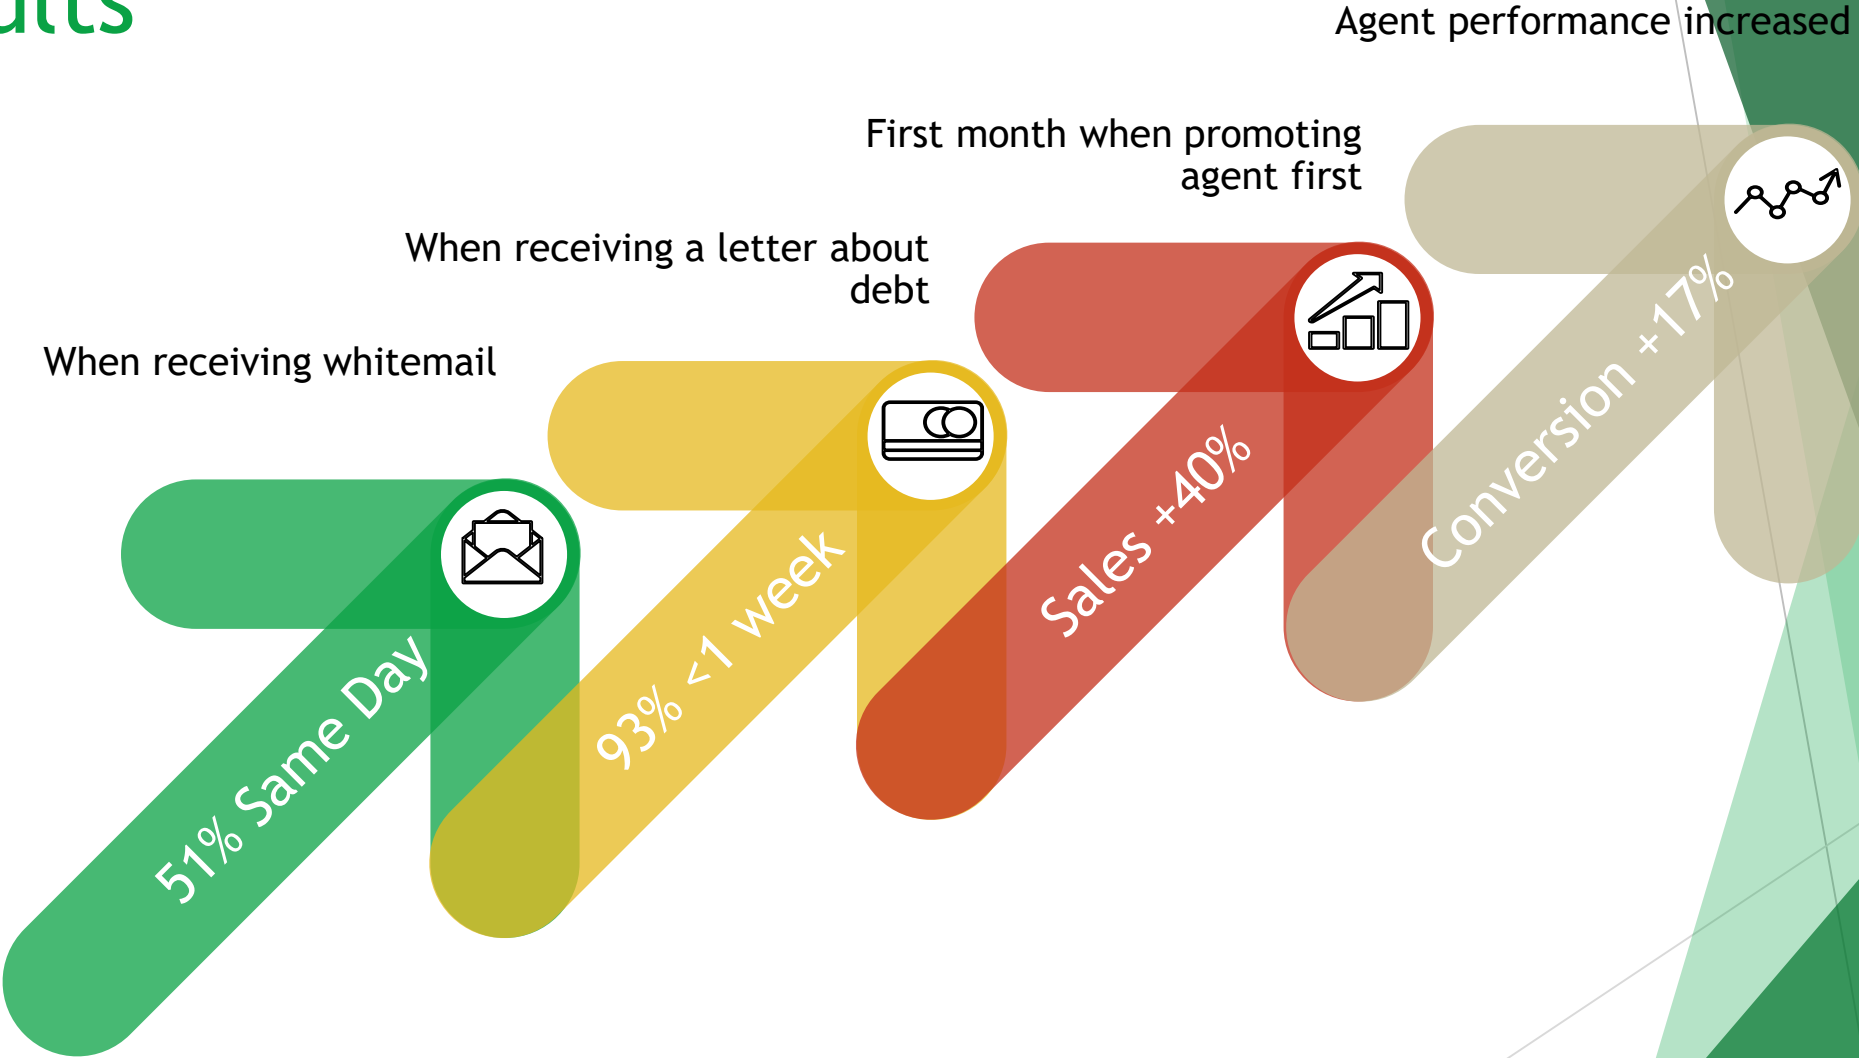 ults
Agent performance increased
First month when promoting
agent first
When receiving a letter about
debt
When receiving whitemail
51% Same Day
93% <1 week
Sales +40%
Conversion +17%